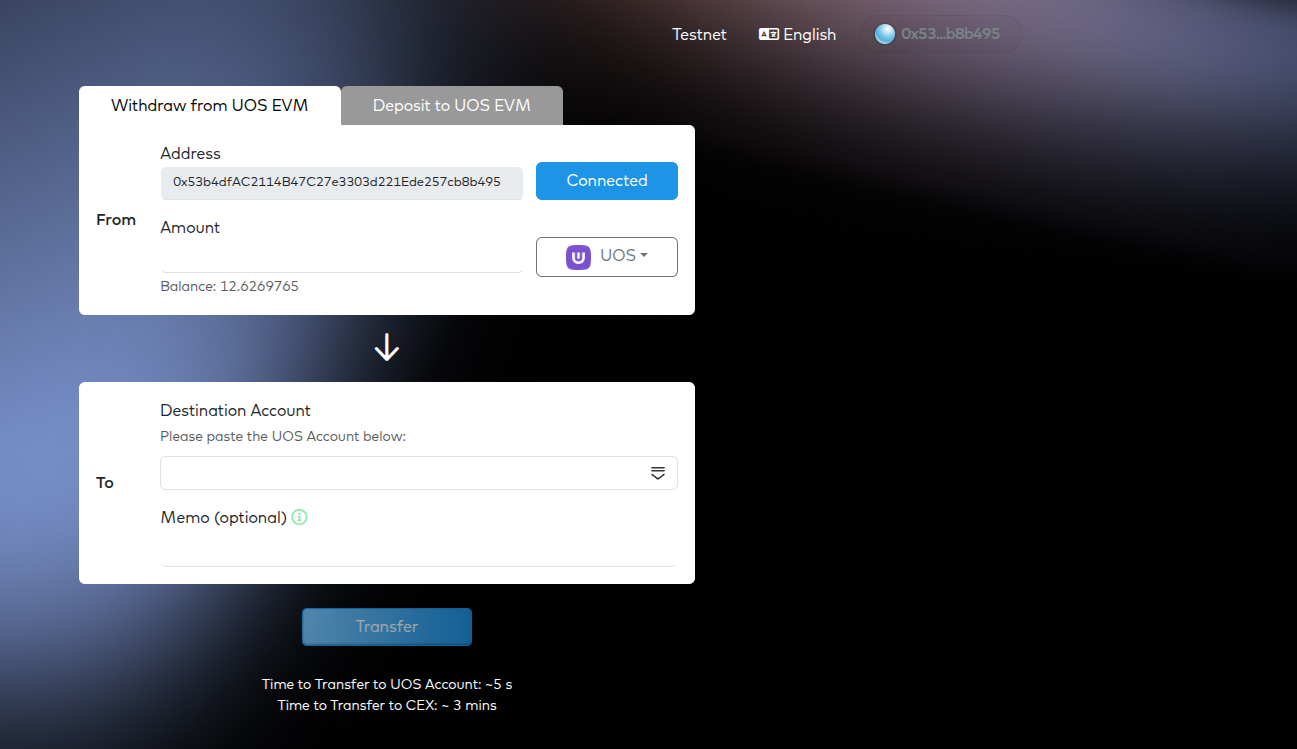 Testnet
English
0x53...b8b495
Withdraw from UOS EVM
Deposit to UOS EVM
Address
0x53b4dfAC2114B47C27e3303d221Ede257cb8b495
Connected
From
Amount
UOS
Balance: 12.6269765
Destination Account
Please paste the UOS Account below:
To
Memo (optional)
Transfer
Time to Transfer to UOS Account: ~5 s
Time to Transfer to CEX: ~ 3 mins